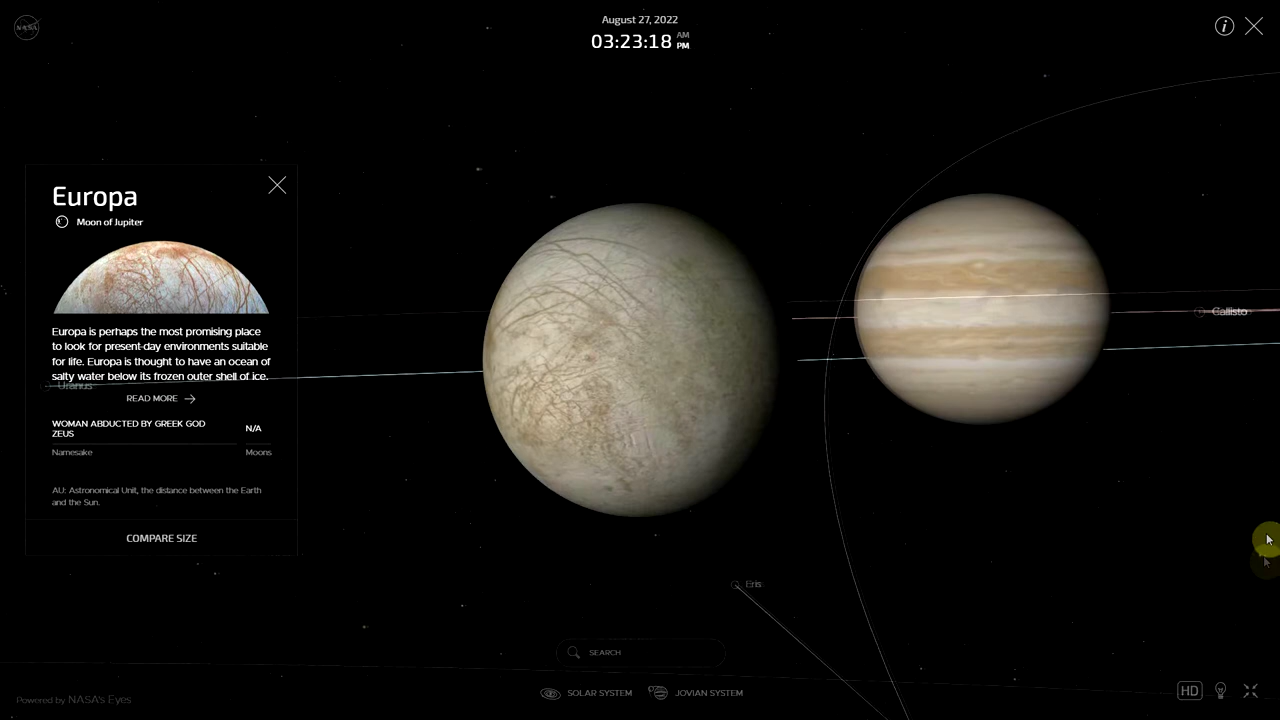 NASA
August 27, 2022
03:23:18 AM
PM
Europa
Moon of Jupiter
Europa is perhaps the most promising place
to look for present-day environments suitable
for life. Europa is thought to have an ocean of
salty water below its frozen outer shell of ice.
Uranus
READ MORE
WOMAN ABDUCTED BY GREEK GOD
ZEUS
N/A
Namesake
Moons
AU: Astronomical Unit, the distance between the Earth
and the Sun.
COMPARE SIZE
Callisto
Eris
SEARCH
SOLAR SYSTEM
JOVIAN SYSTEM
Powered by NASA's Eyes
HD